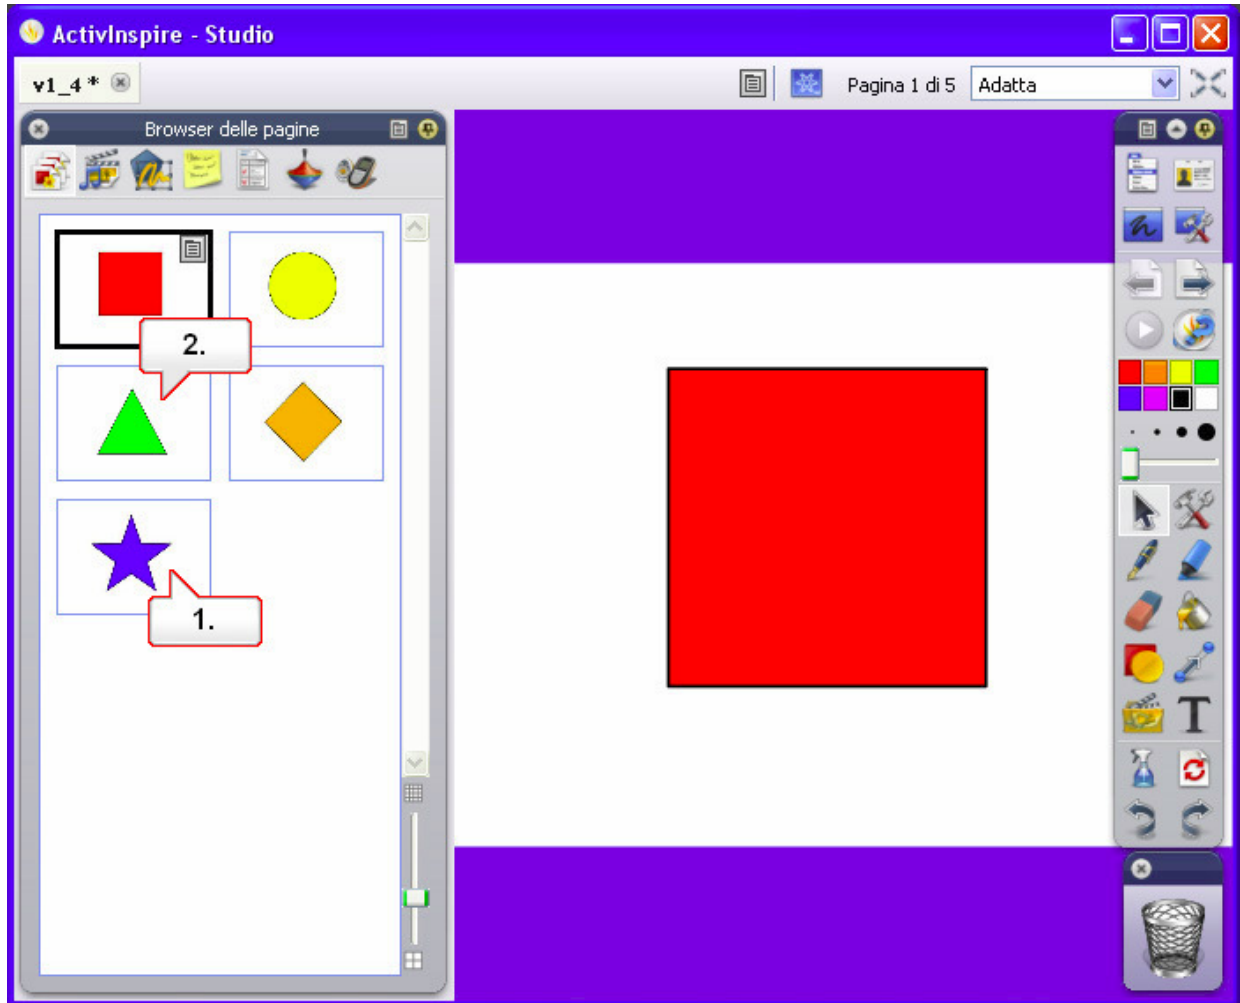 ActivInspire - Studio
v1_4 *
Pagina 1 di 5
Adatta
Browser delle pagine
2.
1.
T